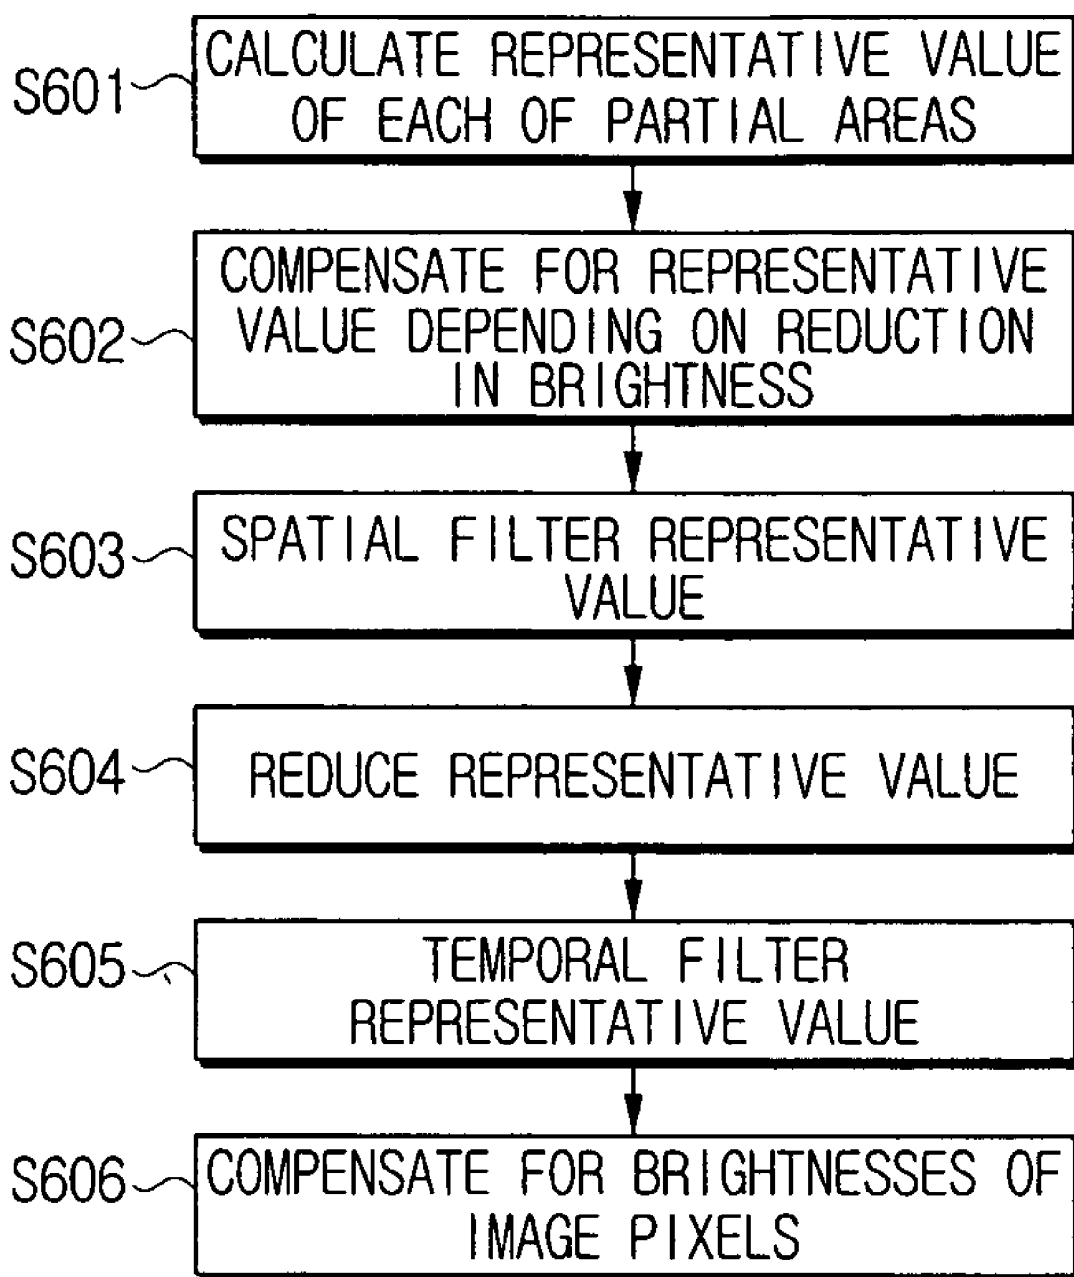 S601
CALCULATE REPRESENTATIVE VALUE
OF EACH OF PARTIAL AREAS
S602
COMPENSATE FOR REPRESENTATIVE
VALUE DEPENDING ON REDUCTION
IN BRIGHTNESS
S603
SPATIAL FILTER REPRESENTATIVE
VALUE
S604
REDUCE REPRESENTATIVE VALUE
S605
TEMPORAL FILTER
REPRESENTATIVE VALUE
S606
COMPENSATE FOR BRIGHTNESSES OF
IMAGE PIXELS